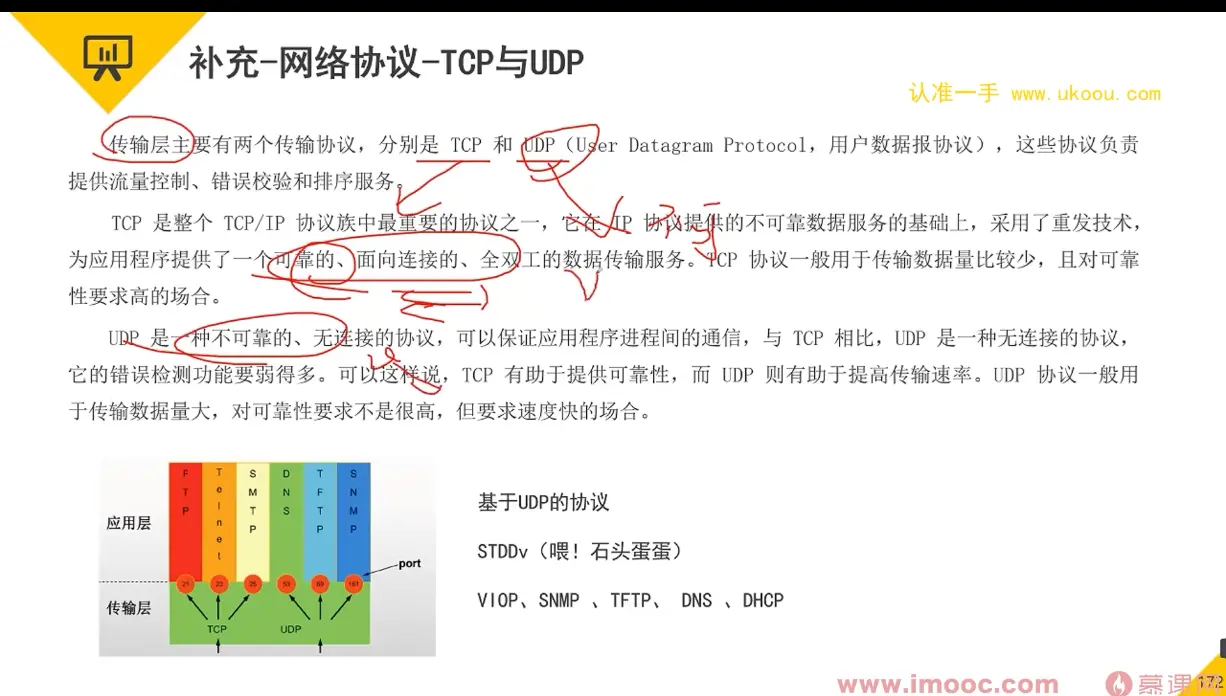 补充-网络协议-TCP与UDP
认准一手 www.ukoou.com
传输层主要有两个传输协议，分别是 TCP 和 UDP（User Datagram Protocol，用户数据报协议），这些协议负责
提供流量控制、错误校验和排序服务。
TCP 是整个 TCP/IP 协议族中最重要的协议之一，它在 IP 协议提供的不可靠数据服务的基础上，采用了重发技术，
为应用程序提供了一个可靠的、面向连接的、全双工的数据传输服务。TCP 协议一般用于传输数据量比较少，且对可靠
性要求高的场合。
UDP 是一种不可靠的、无连接的协议，可以保证应用程序进程间的通信，与 TCP 相比，UDP 是一种无连接的协议，
它的错误检测功能要弱得多。可以这样说，TCP 有助于提供可靠性，而 UDP 则有助于提高传输速率。UDP 协议一般用
于传输数据量大，对可靠性要求不是很高，但要求速度快的场合。
FTP Telnet SMTP DNS TFTP SNMP
应用层
port
21 23 25 53 69 161
传输层
TCP UDP
基于UDP的协议
STDDv（喂！石头蛋蛋）
VIOP、SNMP 、TFTP、 DNS 、DHCP
www.imooc.com
慕课
172